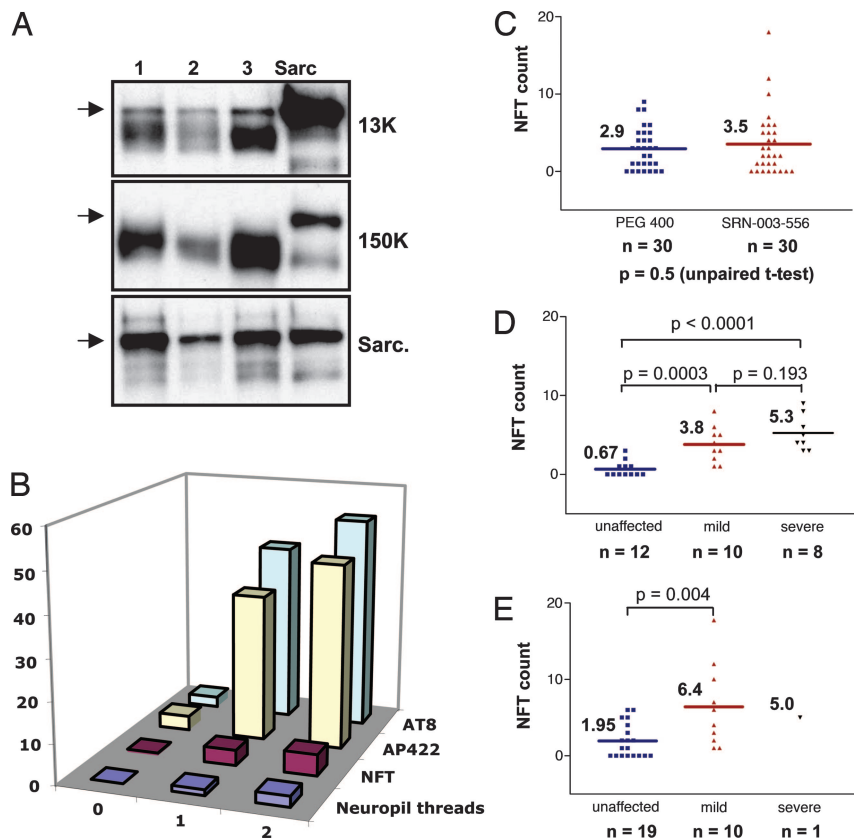 A
1 2 3 Sarc
13K
150K
Sarc.
B
60
50
40
30
20
10
0
0 1 2
AT8
AP422
NFT
Neuropil threads
C
NFT count
20
10
0
2.9
3.5
PEG 400 SRN-003-556
n = 30 n = 30
p = 0.5 (unpaired t-test)
D
NFT count
20
10
0
p < 0.0001
p = 0.0003 p = 0.193
0.67
3.8
5.3
unaffected mild severe
n = 12 n = 10 n = 8
E
NFT count
20
10
0
p = 0.004
1.95
6.4
5.0
unaffected mild severe
n = 19 n = 10 n = 1